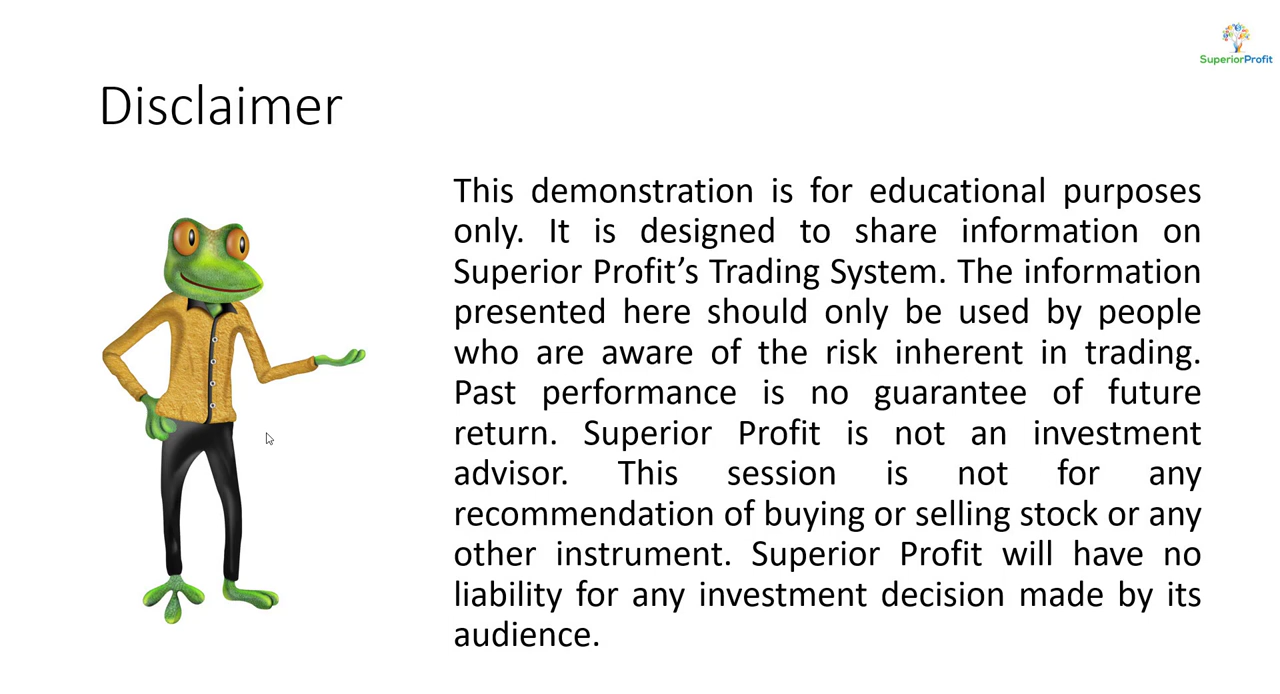 SuperiorProfit
Disclaimer
This demonstration is for educational purposes
only. It is designed to share information on
Superior Profit’s Trading System. The information
presented here should only be used by people
who are aware of the risk inherent in trading.
Past performance is no guarantee of future
return. Superior Profit is not an investment
advisor. This session is not for any
recommendation of buying or selling stock or any
other instrument. Superior Profit will have no
liability for any investment decision made by its
audience.